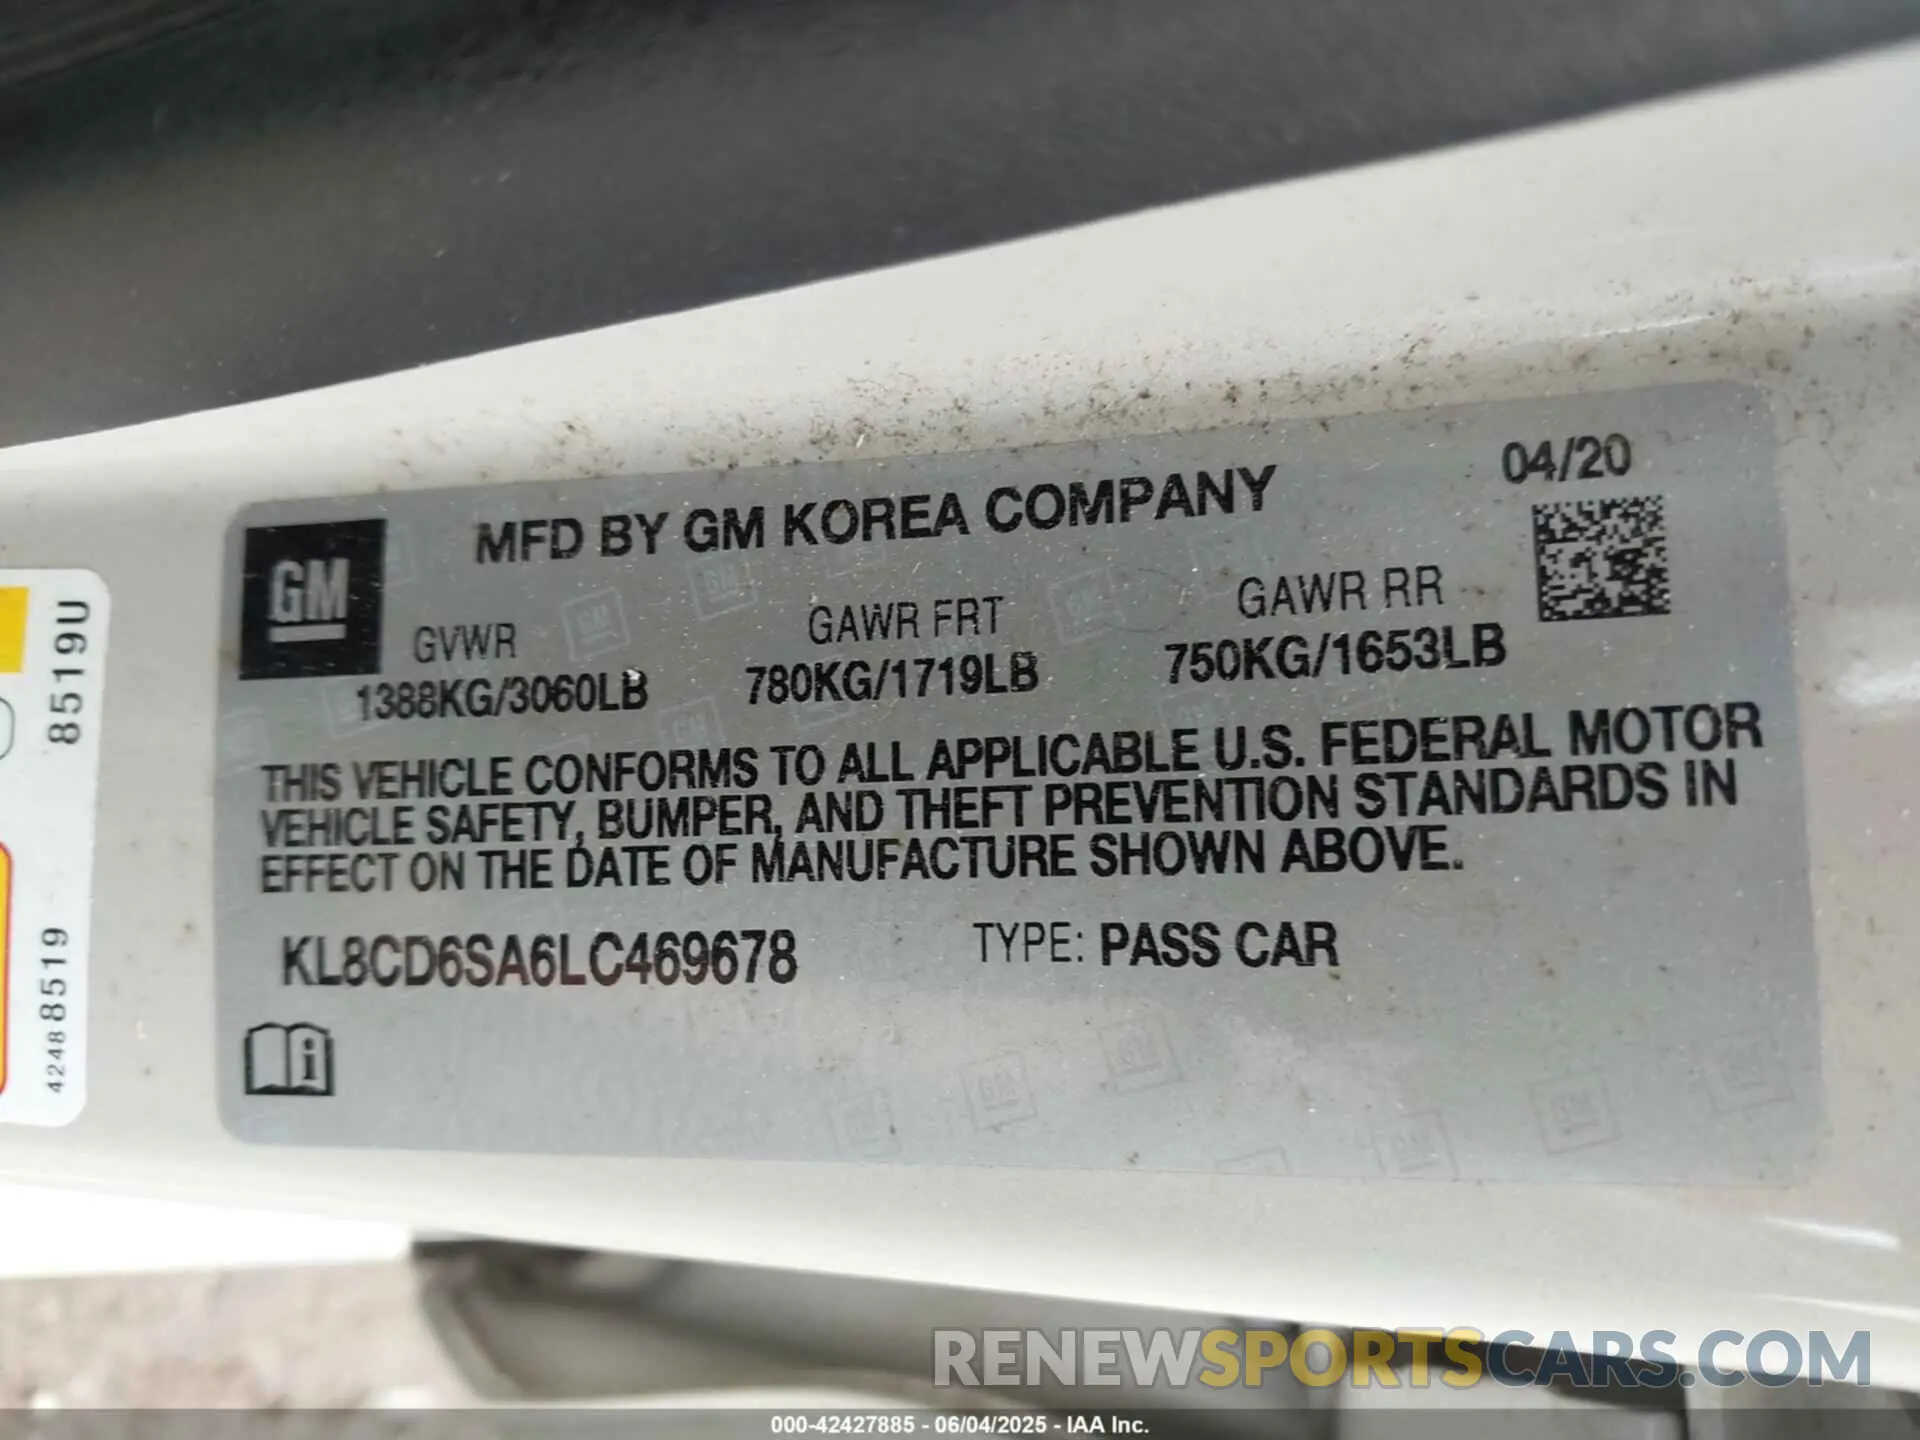 04/20
MFD BY GM KOREA COMPANY
GM
GVWR GAWR FRT GAWR RR
1388KG/3060LB 780KG/1719LB 750KG/1653LB
THIS VEHICLE CONFORMS TO ALL APPLICABLE U.S. FEDERAL MOTOR
VEHICLE SAFETY, BUMPER, AND THEFT PREVENTION STANDARDS IN
EFFECT ON THE DATE OF MANUFACTURE SHOWN ABOVE.
KL8CD6SA6LC469678 TYPE: PASS CAR
8519U
42488519
RENEWSPORTSCARS.COM
000-42427885 - 06/04/2025 - IAA Inc.